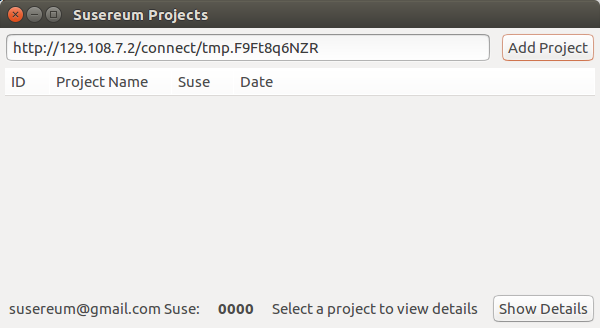 Susereum Projects
http://129.108.7.2/connect/tmp.F9Ft8q6NZR Add Project
ID Project Name Suse Date
susereum@gmail.com Suse: 0000 Select a project to view details Show Details